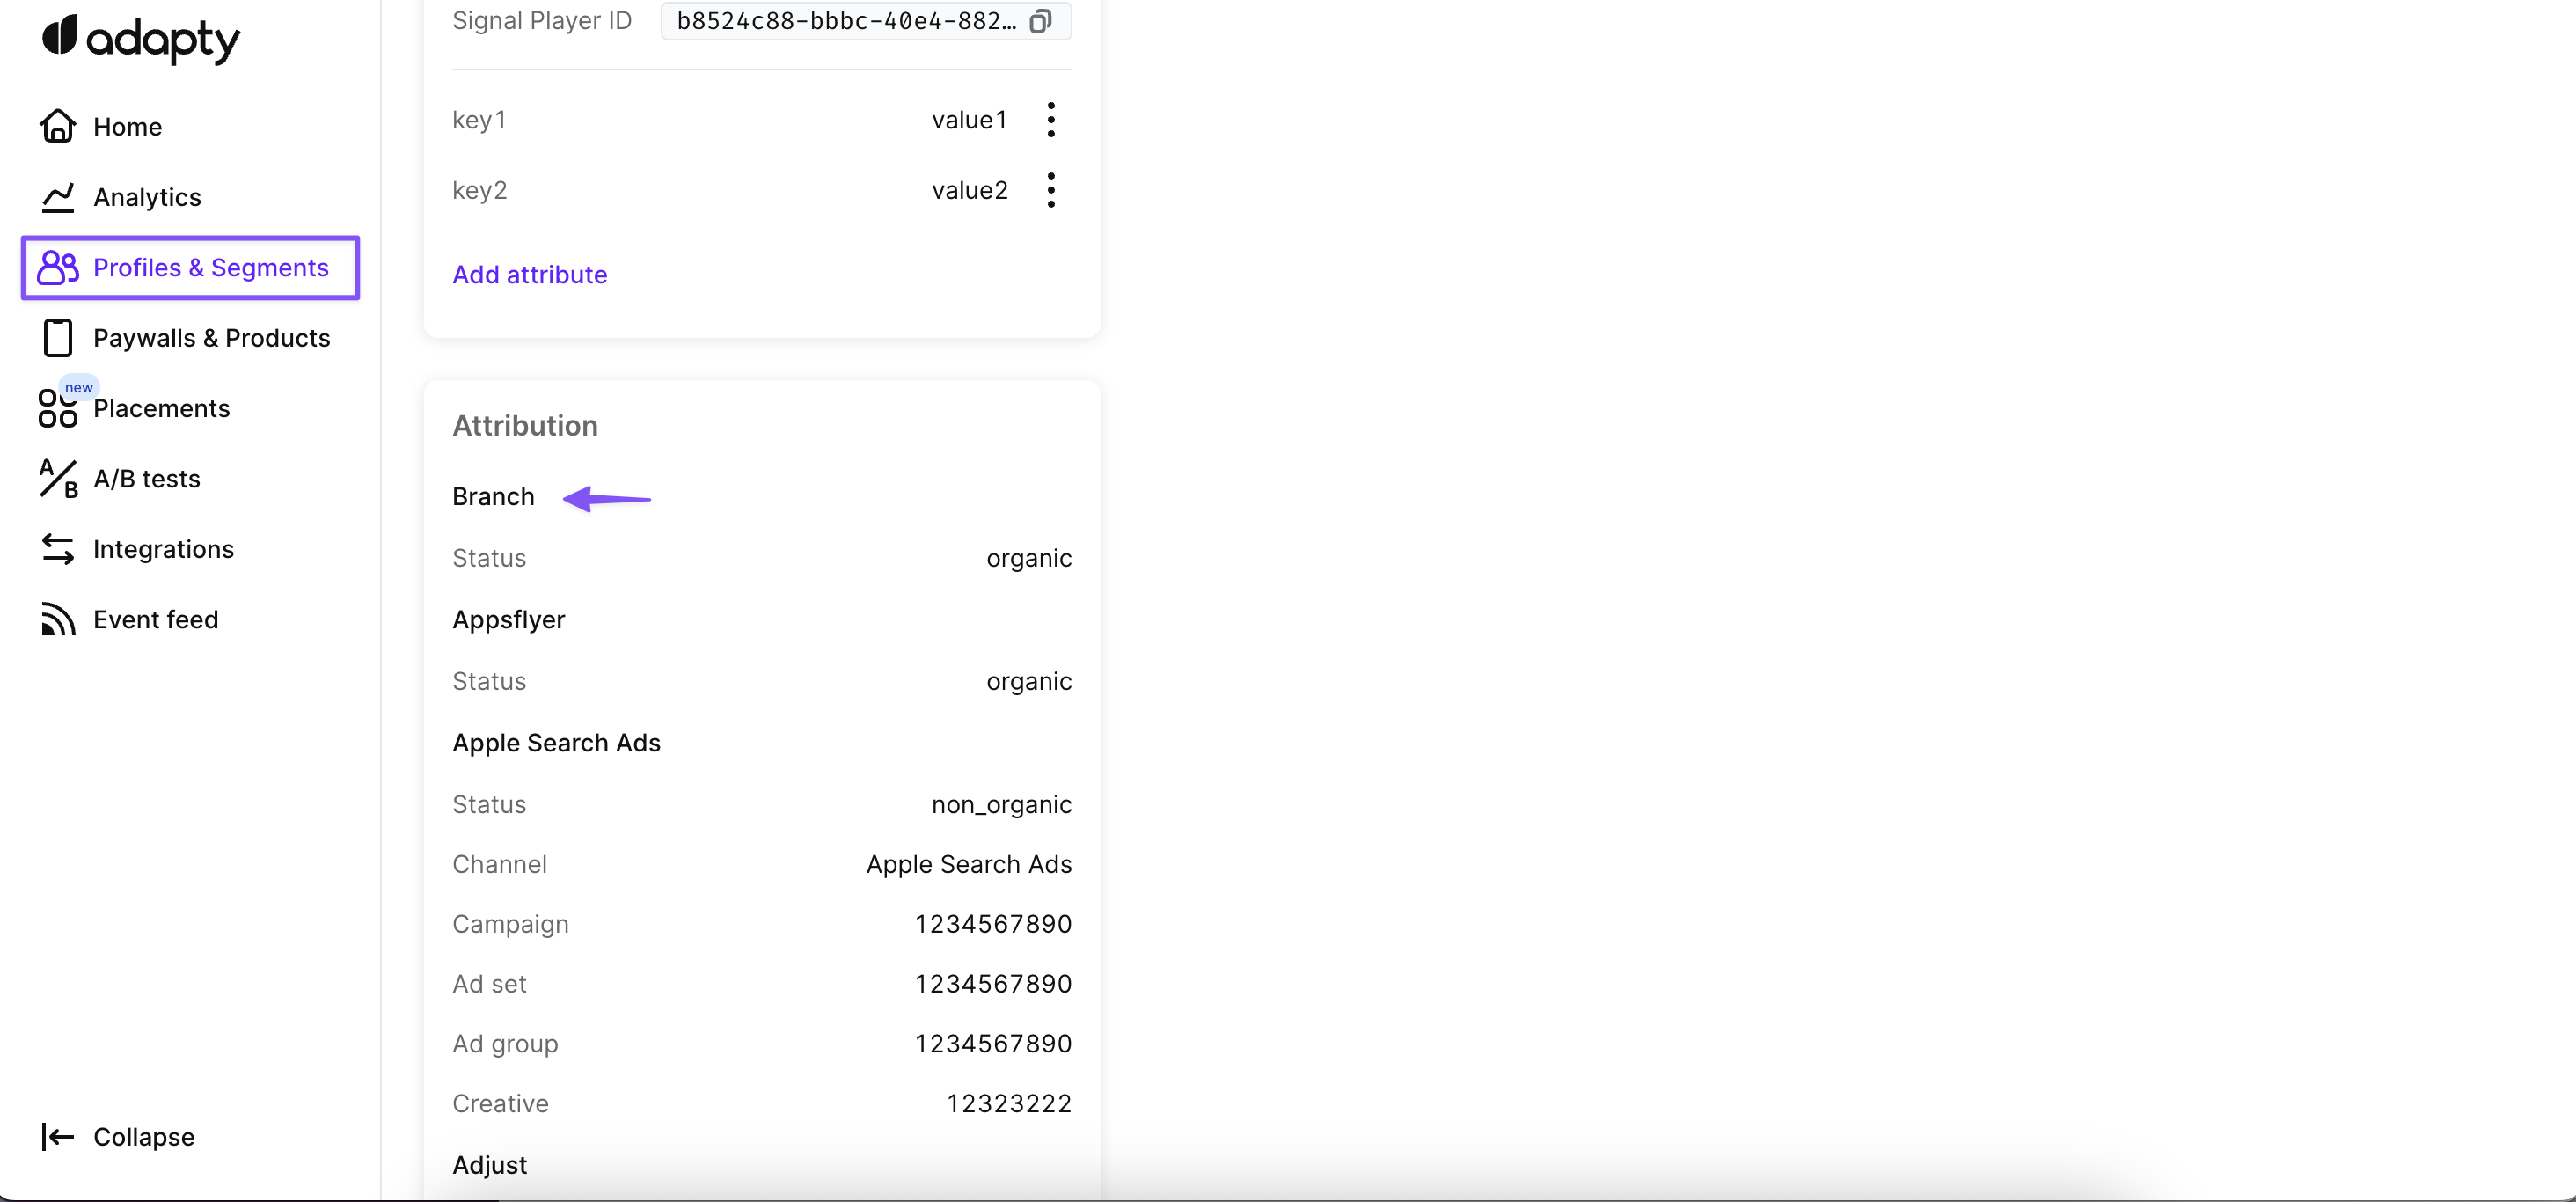 adapty
Home
Analytics
Profiles & Segments
Paywalls & Products
new
Placements
A/B tests
Integrations
Event feed
Collapse
Signal Player ID b8524c88-bbbc-40e4-882...
key1 value1
key2 value2
Add attribute
Attribution
Branch
Status organic
Appsflyer
Status organic
Apple Search Ads
Status non_organic
Channel Apple Search Ads
Campaign 1234567890
Ad set 1234567890
Ad group 1234567890
Creative 12323222
Adjust